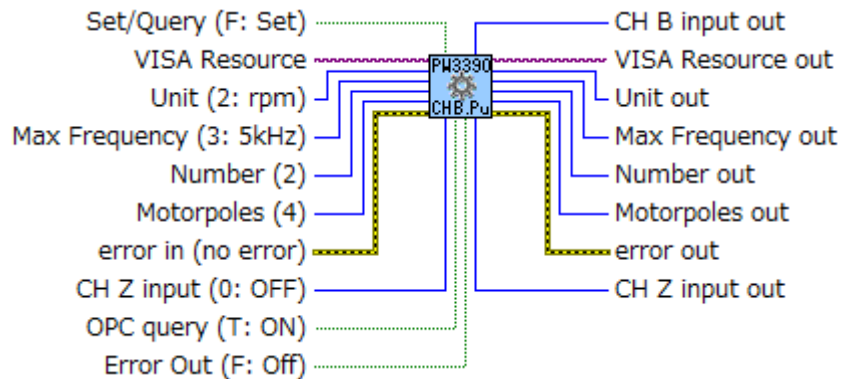 Set/Query (F: Set)
VISA Resource
Unit (2: rpm)
Max Frequency (3: 5kHz)
Number (2)
Motorpoles (4)
error in (no error)
CH Z input (0: OFF)
OPC query (T: ON)
Error Out (F: Off)
PW3390
CHB.Pu
CH B input out
VISA Resource out
Unit out
Max Frequency out
Number out
Motorpoles out
error out
CH Z input out